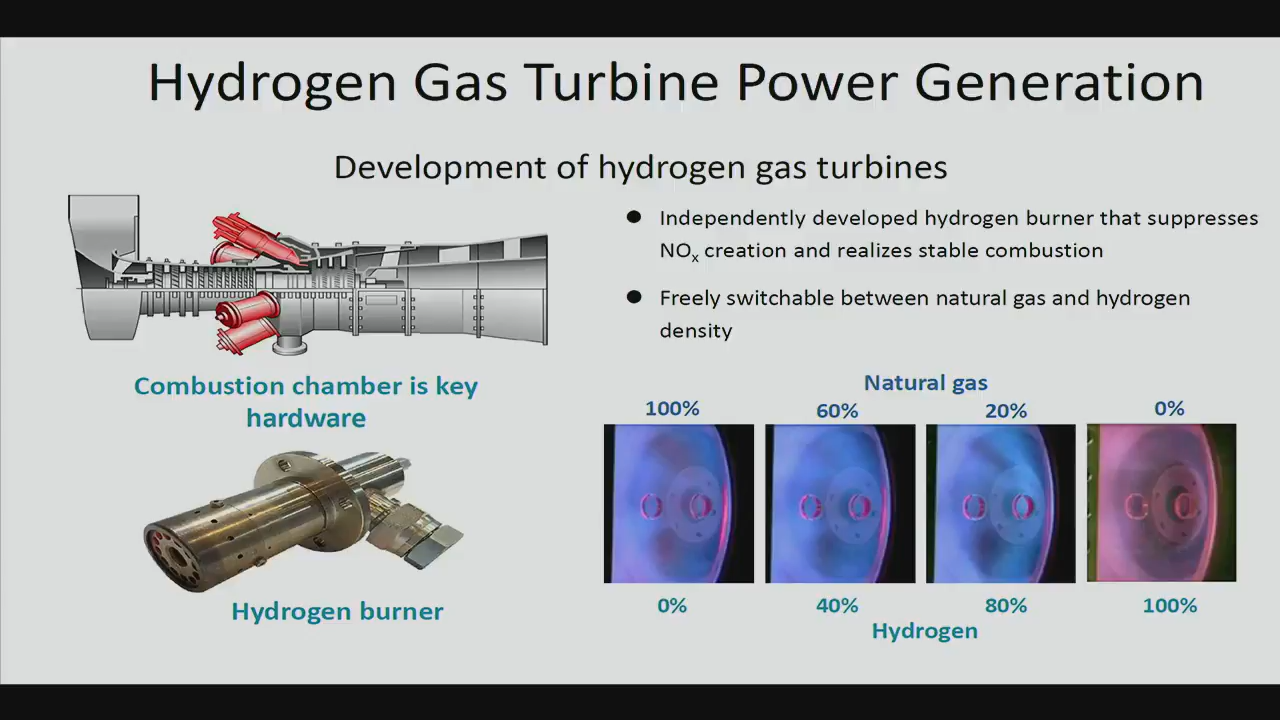 Hydrogen Gas Turbine Power Generation
Development of hydrogen gas turbines
Combustion chamber is key
hardware
Hydrogen burner
● Independently developed hydrogen burner that suppresses
NOx creation and realizes stable combustion
● Freely switchable between natural gas and hydrogen
density
Natural gas
100% 60% 20% 0%
0% 40% 80% 100%
Hydrogen